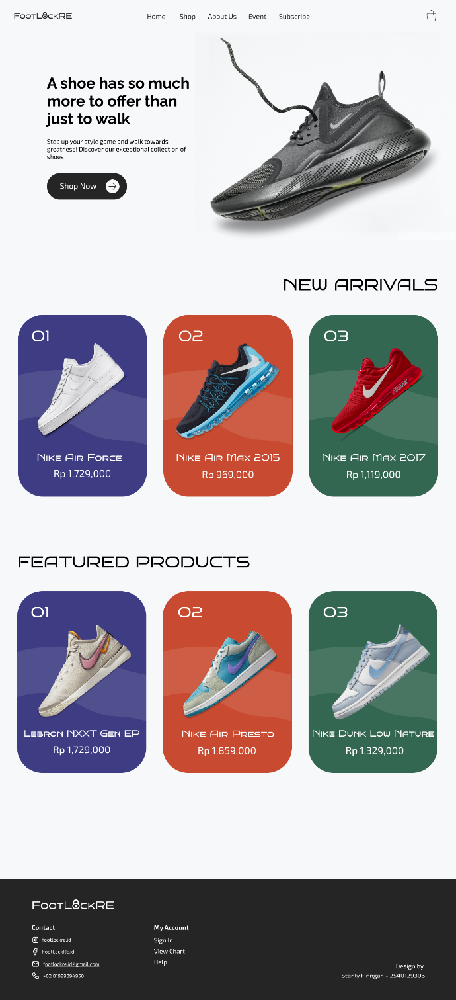 FootLockRE
Home
Shop
About Us
Event
Subscribe
A shoe has so much
more to offer than
just to walk
Step up your style game and walk towards
greatness! Discover our exceptional collection of
shoes
Shop Now
NEW ARRIVALS
01
Nike Air Force
Rp 1,729,000
02
Nike Air Max 2015
Rp 969,000
03
AIRMAX
Nike Air Max 2017
Rp 1,119,000
FEATURED PRODUCTS
01
Lebron NXXT Gen EP
Rp 1,729,000
02
Nike Air Presto
Rp 1,859,000
03
Nike Dunk Low Nature
Rp 1,329,000
FootLockRE
Contact
footlockre.id
FootLockRE.id
footlockre.id@gmail.com
+62 81929394950
My Account
Sign In
View Chart
Help
Design by
Stanly Finngan - 2540129306